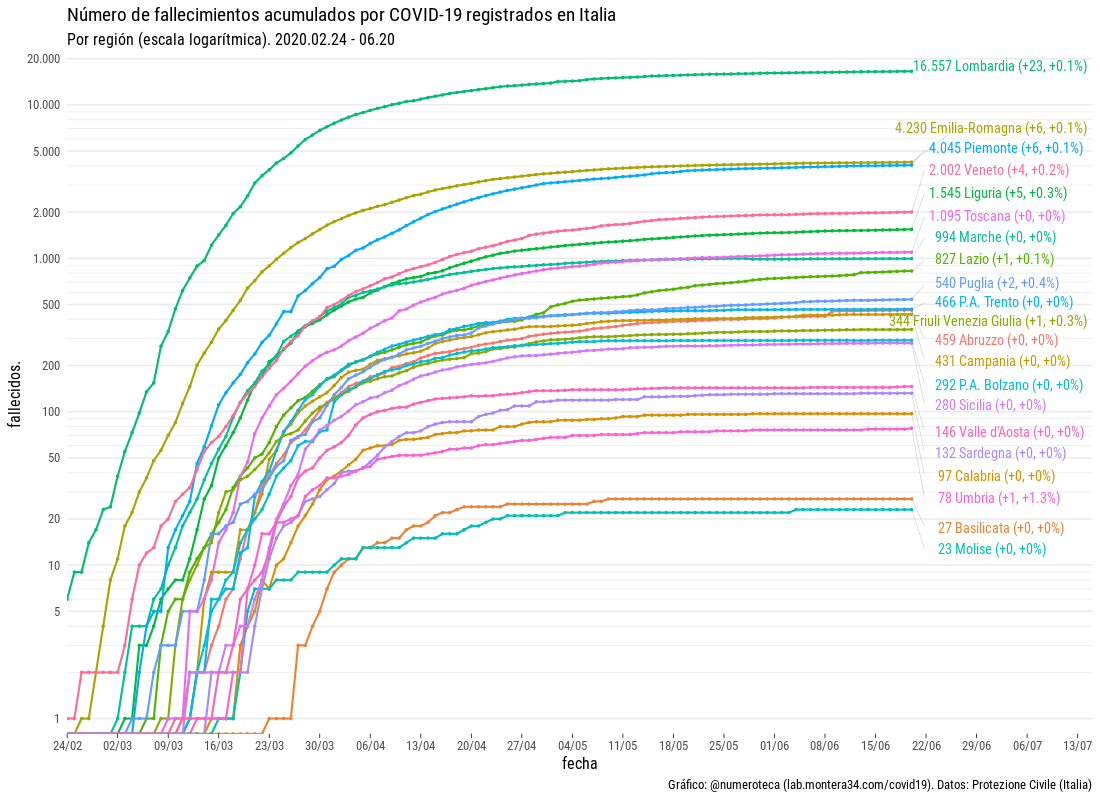 Número de fallecimientos acumulados por COVID-19 registrados en Italia
Por región (escala logarítmica). 2020.02.24 - 06.20
fallecidos.
20.000
10.000
5.000
2.000
1.000
500
200
100
50
20
10
5
1
16.557 Lombardia (+23, +0.1%)
4.230 Emilia-Romagna (+6, +0.1%)
4.045 Piemonte (+6, +0.1%)
2.002 Veneto (+4, +0.2%)
1.545 Liguria (+5, +0.3%)
1.095 Toscana (+0, +0%)
994 Marche (+0, +0%)
827 Lazio (+1, +0.1%)
540 Puglia (+2, +0.4%)
466 P.A. Trento (+0, +0%)
344 Friuli Venezia Giulia (+1, +0.3%)
459 Abruzzo (+0, +0%)
431 Campania (+0, +0%)
292 P.A. Bolzano (+0, +0%)
280 Sicilia (+0, +0%)
146 Valle d'Aosta (+0, +0%)
132 Sardegna (+0, +0%)
97 Calabria (+0, +0%)
78 Umbria (+1, +1.3%)
27 Basilicata (+0, +0%)
23 Molise (+0, +0%)
24/02 02/03 09/03 16/03 23/03 30/03 06/04 13/04 20/04 27/04 04/05 11/05 18/05 25/05 01/06 08/06 15/06 22/06 29/06 06/07 13/07
fecha
Gráfico: @numeroteca (lab.montera34.com/covid19). Datos: Protezione Civile (Italia)